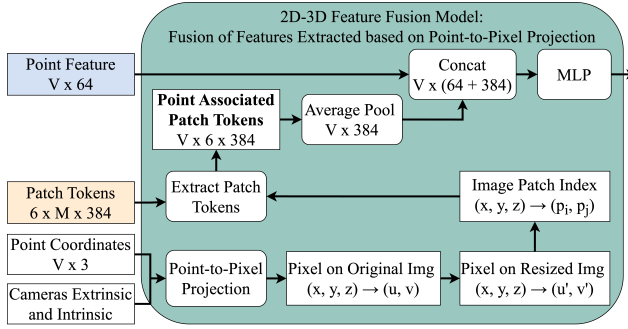 2D-3D Feature Fusion Model:
Fusion of Features Extracted based on Point-to-Pixel Projection
Point Feature
V x 64
Concat
V x (64 + 384)
MLP
Point Associated
Patch Tokens
V x 6 x 384
Average Pool
V x 384
Patch Tokens
6 x M x 384
Extract Patch
Tokens
Image Patch Index
(x, y, z) → (pᵢ, pⱼ)
Point Coordinates
V x 3
Cameras Extrinsic
and Intrinsic
Point-to-Pixel
Projection
Pixel on Original Img
(x, y, z) → (u, v)
Pixel on Resized Img
(x, y, z) → (u', v')